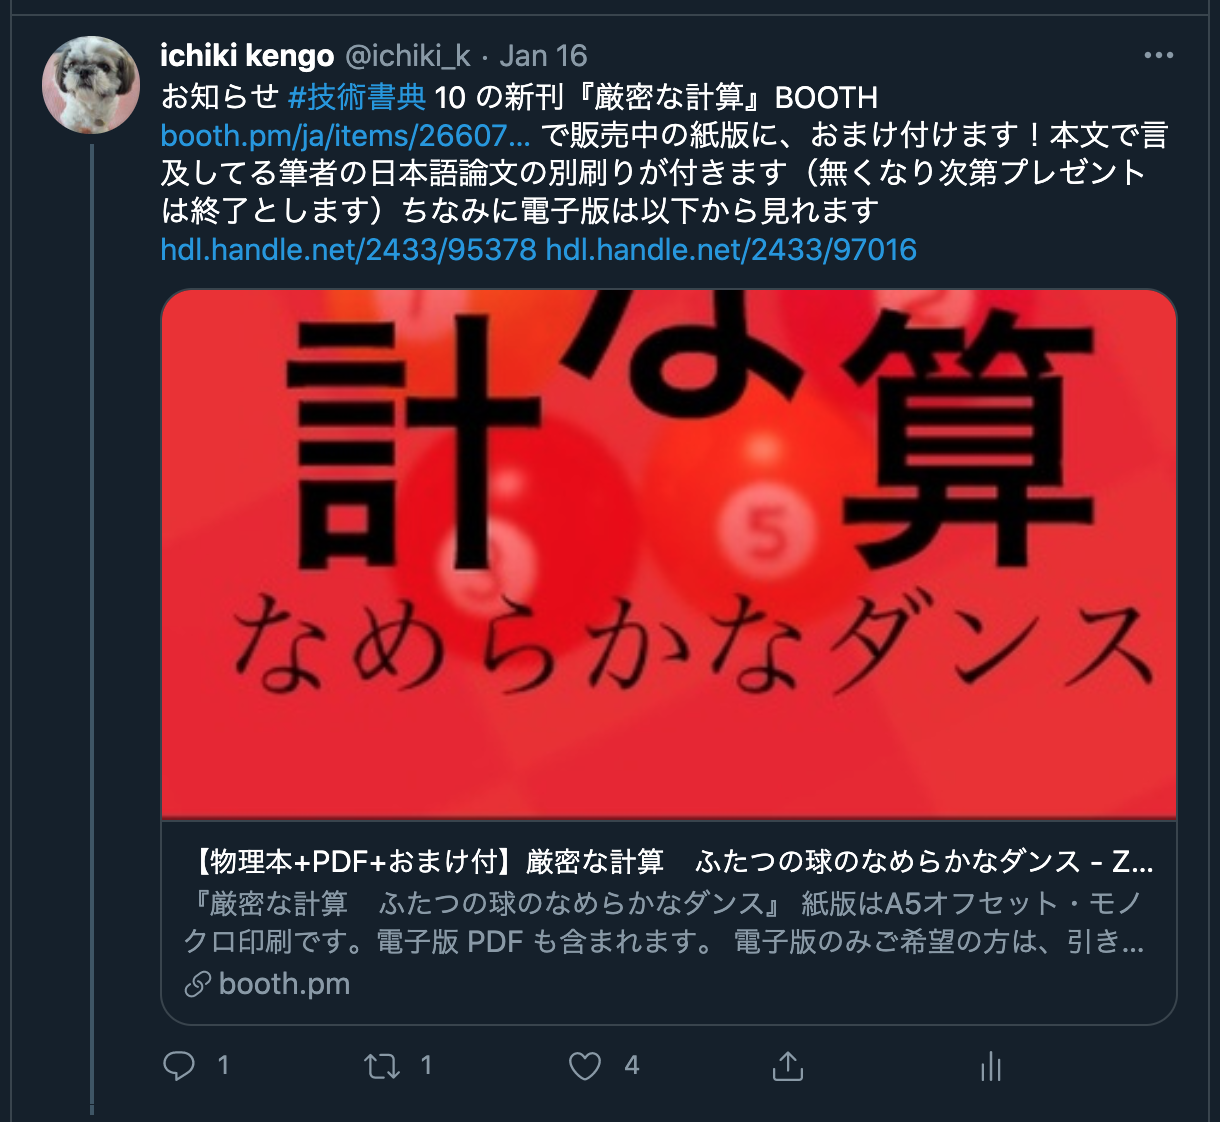 ichiki kengo @ichiki_k · Jan 16
お知らせ #技術書典 10 の新刊『厳密な計算』BOOTH
booth.pm/ja/items/26607… で販売中の紙版に、おまけ付けます！本文で言
及してる筆者の日本語論文の別刷りが付きます（無くなり次第プレゼント
は終了とします）ちなみに電子版は以下から見れます
hdl.handle.net/2433/95378 hdl.handle.net/2433/97016
計な算
5
なめらかなダンス
【物理本+PDF+おまけ付】厳密な計算　ふたつの球のなめらかなダンス - Z...
『厳密な計算　ふたつの球のなめらかなダンス』 紙版はA5オフセット・モノ
クロ印刷です。電子版 PDF も含まれます。 電子版のみご希望の方は、引き...
booth.pm
1 1 4